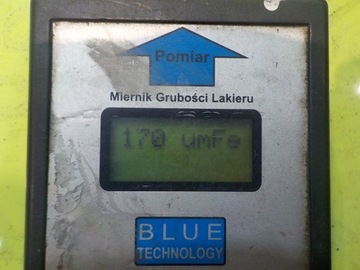 Pomiar
Miernik Grubości Lakieru
170 umFe
BLUE
TECHNOLOGY